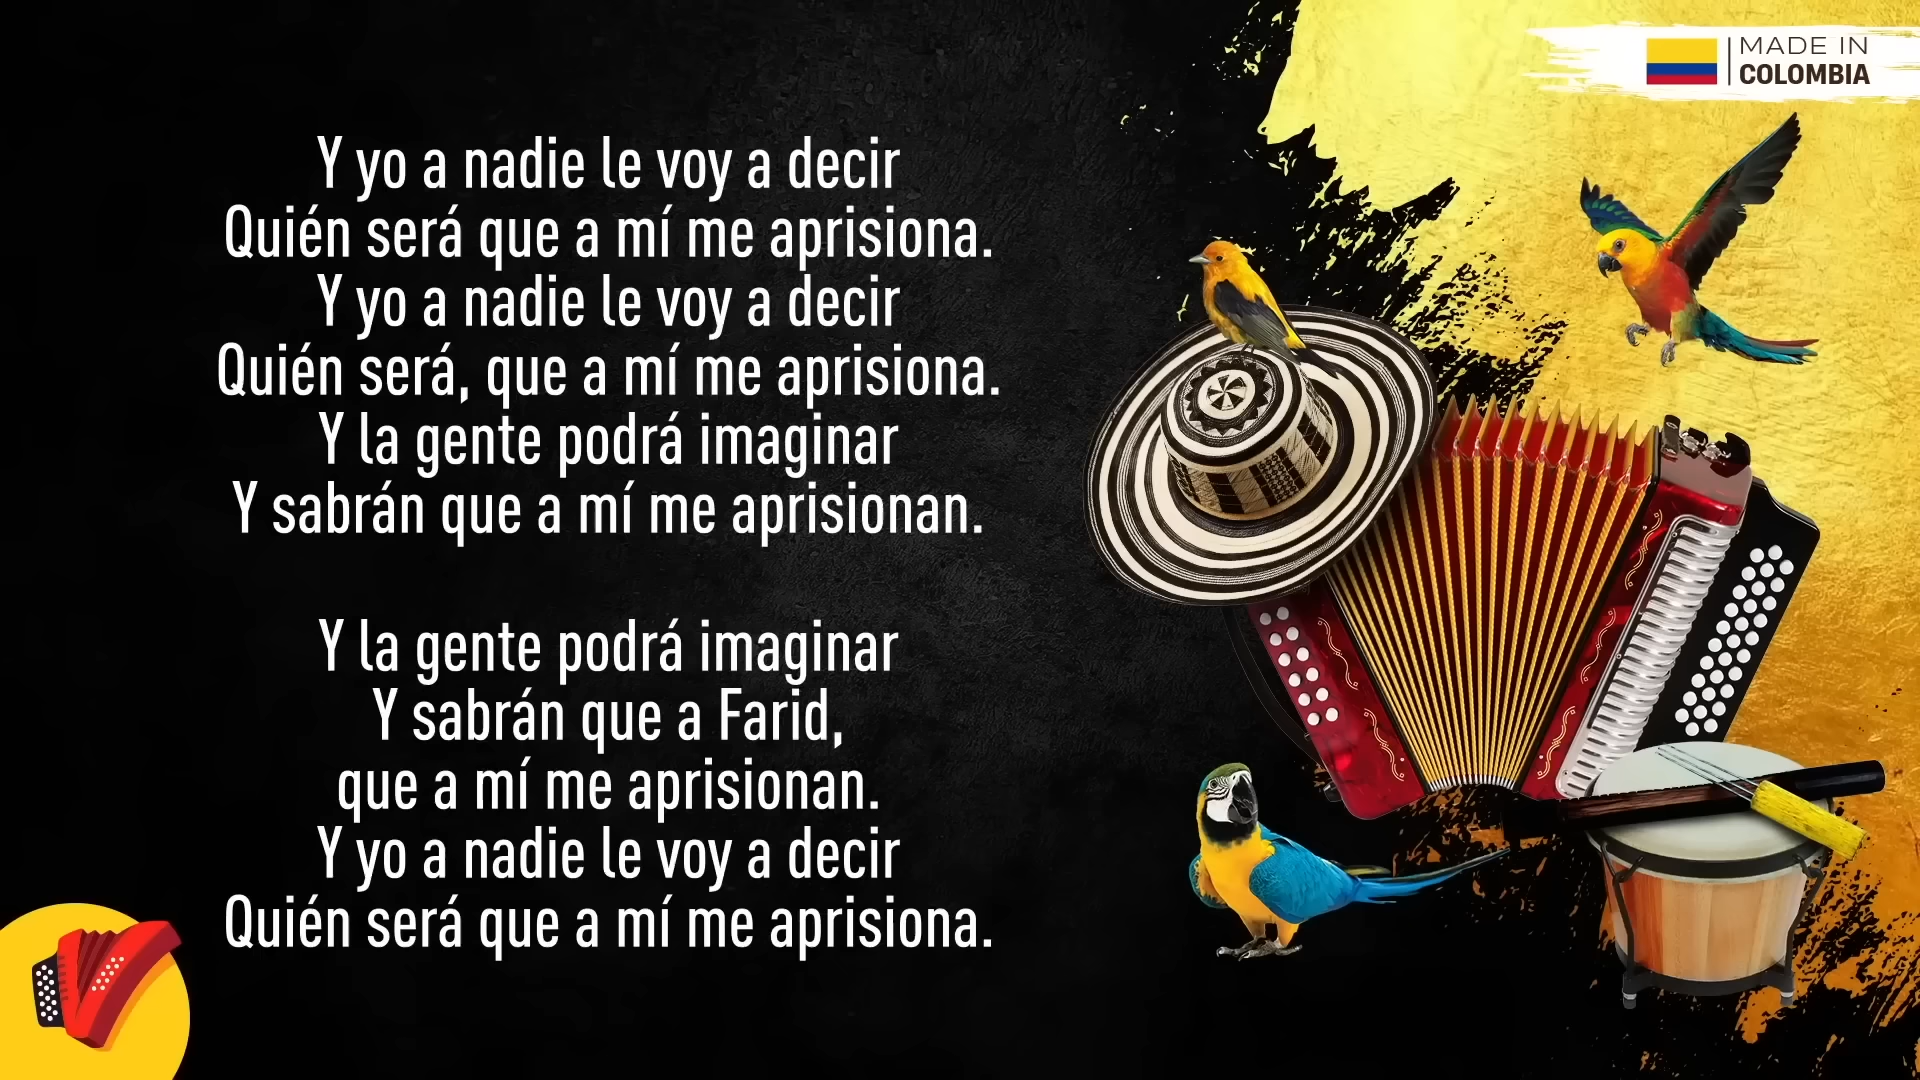 MADE IN
COLOMBIA
Y yo a nadie le voy a decir
Quién será que a mí me aprisiona.
Y yo a nadie le voy a decir
Quién será, que a mí me aprisiona.
Y la gente podrá imaginar
Y sabrán que a mí me aprisionan.
Y la gente podrá imaginar
Y sabrán que a Farid,
que a mí me aprisionan.
Y yo a nadie le voy a decir
Quién será que a mí me aprisiona.